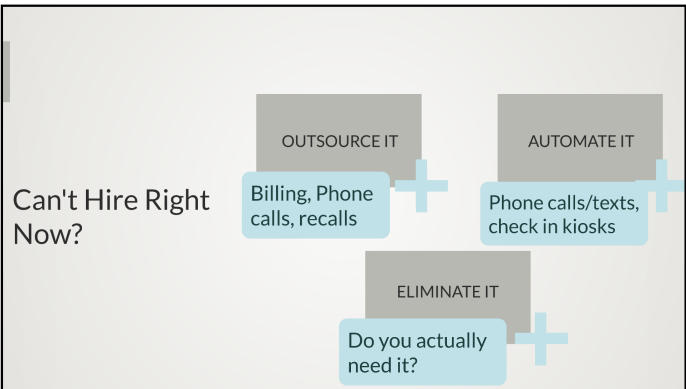 Can't Hire Right
Now?
OUTSOURCE IT
Billing, Phone
calls, recalls
AUTOMATE IT
Phone calls/texts,
check in kiosks
ELIMINATE IT
Do you actually
need it?